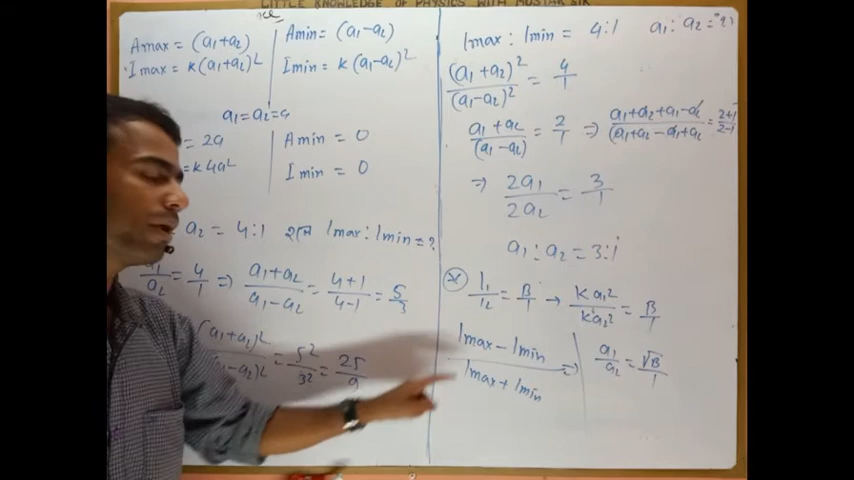 LITTLE KNOWLEDGE OF PHYSICS WITH MUSTAK SIR
Amax = (a₁+a₂)
Imax = k(a₁+a₂)²
Amin = (a₁-a₂)
Imin = k(a₁-a₂)²
a₁=a₂=a
= 2a
= k4a²
Amin = 0
Imin = 0
a₂ = 4:1 হলে Imax : Imin = ?
a₁/a₂ = 4/1 ⇒ (a₁+a₂)/(a₁-a₂) = (4+1)/(4-1) = 5/3
(a₁+a₂)²/(a₁-a₂)² = 5²/3² = 25/9
Imax : Imin = 4:1 a₁ : a₂ = ?
(a₁+a₂)²/(a₁-a₂)² = 4/1
(a₁+a₂)/(a₁-a₂) = 2/1 ⇒ (a₁+a₂+a₁-a₂)/(a₁+a₂-a₁+a₂) = (2+1)/(2-1)
⇒ 2a₁/2a₂ = 3/1
a₁ : a₂ = 3:1
I₁/I₂ = β/1 → ka₁²/ka₂² = β/1
(Imax - Imin)/(Imax + Imin) ⇒
a₁/a₂ = √β/1